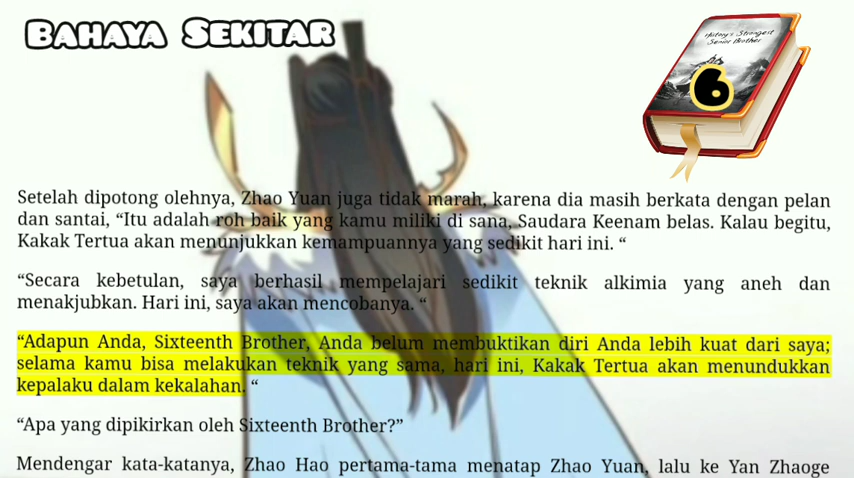 BAHAYA SEKITAR
History's Strongest
Senior Brother
6
Setelah dipotong olehnya, Zhao Yuan juga tidak marah, karena dia masih berkata dengan pelan
dan santai, “Itu adalah roh baik yang kamu miliki di sana, Saudara Keenam belas. Kalau begitu,
Kakak Tertua akan menunjukkan kemampuannya yang sedikit hari ini. “
“Secara kebetulan, saya berhasil mempelajari sedikit teknik alkimia yang aneh dan
menakjubkan. Hari ini, saya akan mencobanya. “
“Adapun Anda, Sixteenth Brother, Anda belum membuktikan diri Anda lebih kuat dari saya;
selama kamu bisa melakukan teknik yang sama, hari ini, Kakak Tertua akan menundukkan
kepalaku dalam kekalahan. “
“Apa yang dipikirkan oleh Sixteenth Brother?”
Mendengar kata-katanya, Zhao Hao pertama-tama menatap Zhao Yuan, lalu ke Yan Zhaoge